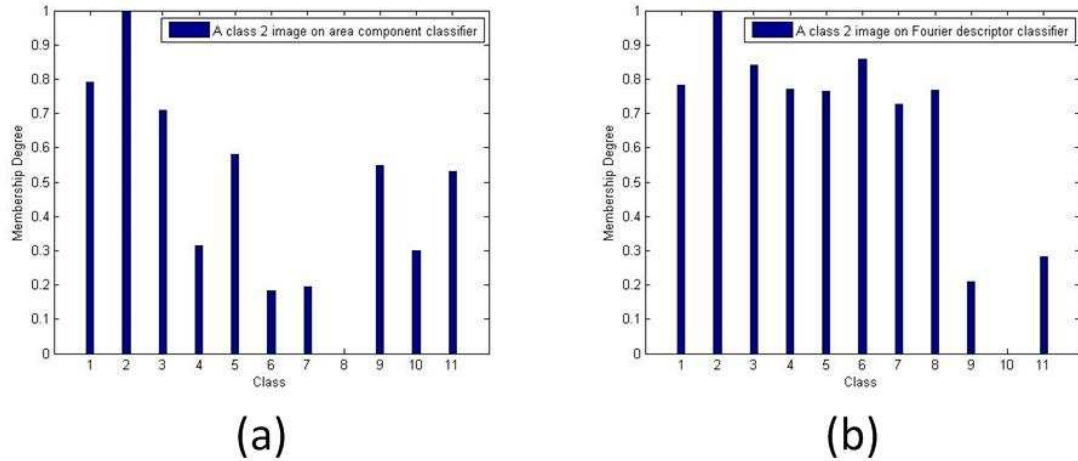 A class 2 image on area component classifier
1
0.9
0.8
0.7
0.6
0.5
0.4
0.3
0.2
0.1
0
Membership Degree
1 2 3 4 5 6 7 8 9 10 11
Class
(a)
A class 2 image on Fourier descriptor classifier
1
0.9
0.8
0.7
0.6
0.5
0.4
0.3
0.2
0.1
0
Membership Degree
1 2 3 4 5 6 7 8 9 10 11
Class
(b)